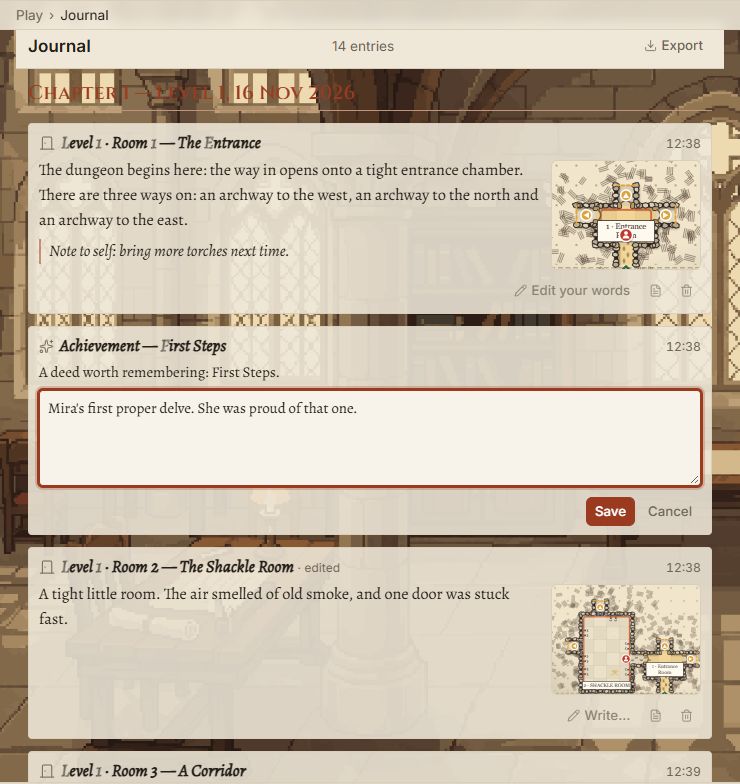 Play › Journal
Journal
14 entries
Export
Chapter 1 — Level 1, 16 Nov 2026
Level 1 · Room 1 — The Entrance
12:38
The dungeon begins here: the way in opens onto a tight entrance chamber.
There are three ways on: an archway to the west, an archway to the north and
an archway to the east.
Note to self: bring more torches next time.
1 · Entrance
Edit your words
Achievement — First Steps
12:38
A deed worth remembering: First Steps.
Mira's first proper delve. She was proud of that one.
Save
Cancel
Level 1 · Room 2 — The Shackle Room · edited
12:38
A tight little room. The air smelled of old smoke, and one door was stuck
fast.
2 · SHACKLE ROOM
1 · Entrance
Room
Write...
Level 1 · Room 3 — A Corridor
12:39